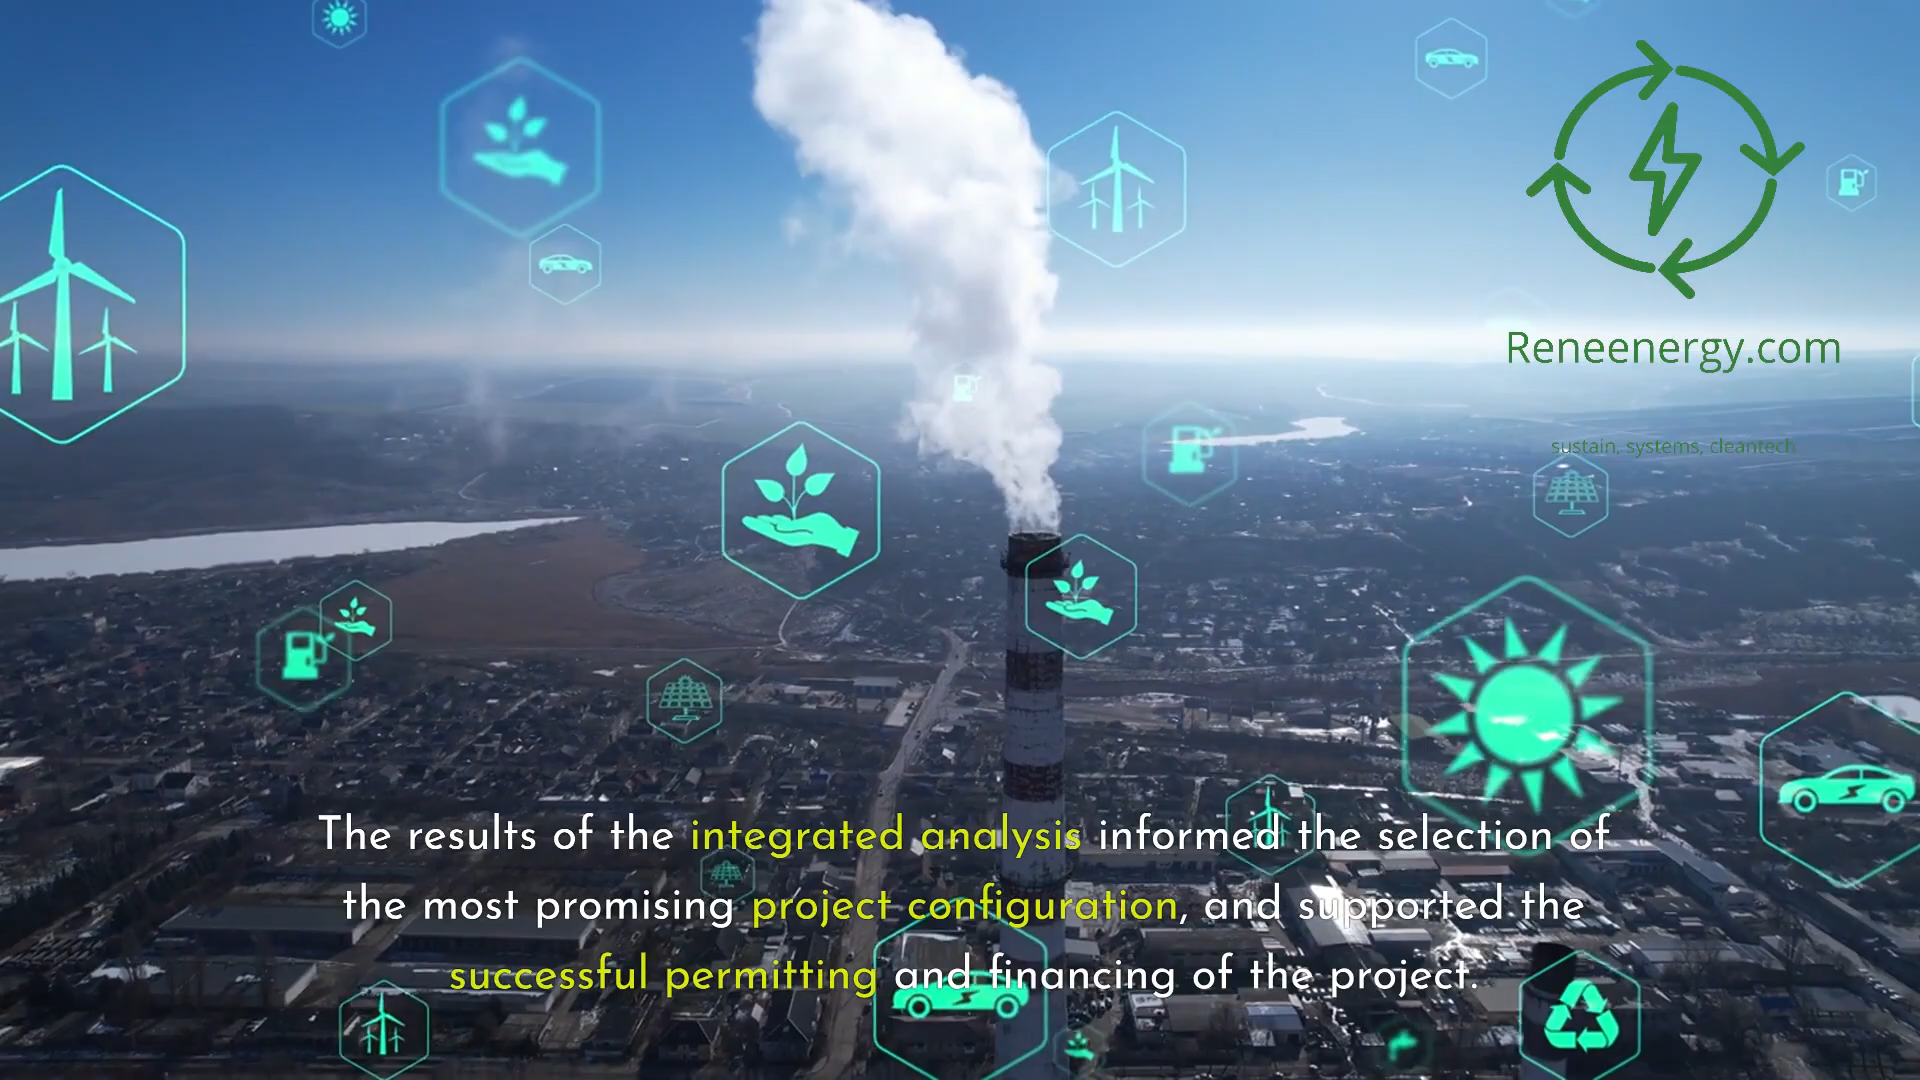 Reneenergy.com
sustain, systems, cleantech
The results of the integrated analysis informed the selection of
the most promising project configuration, and supported the
successful permitting and financing of the project.